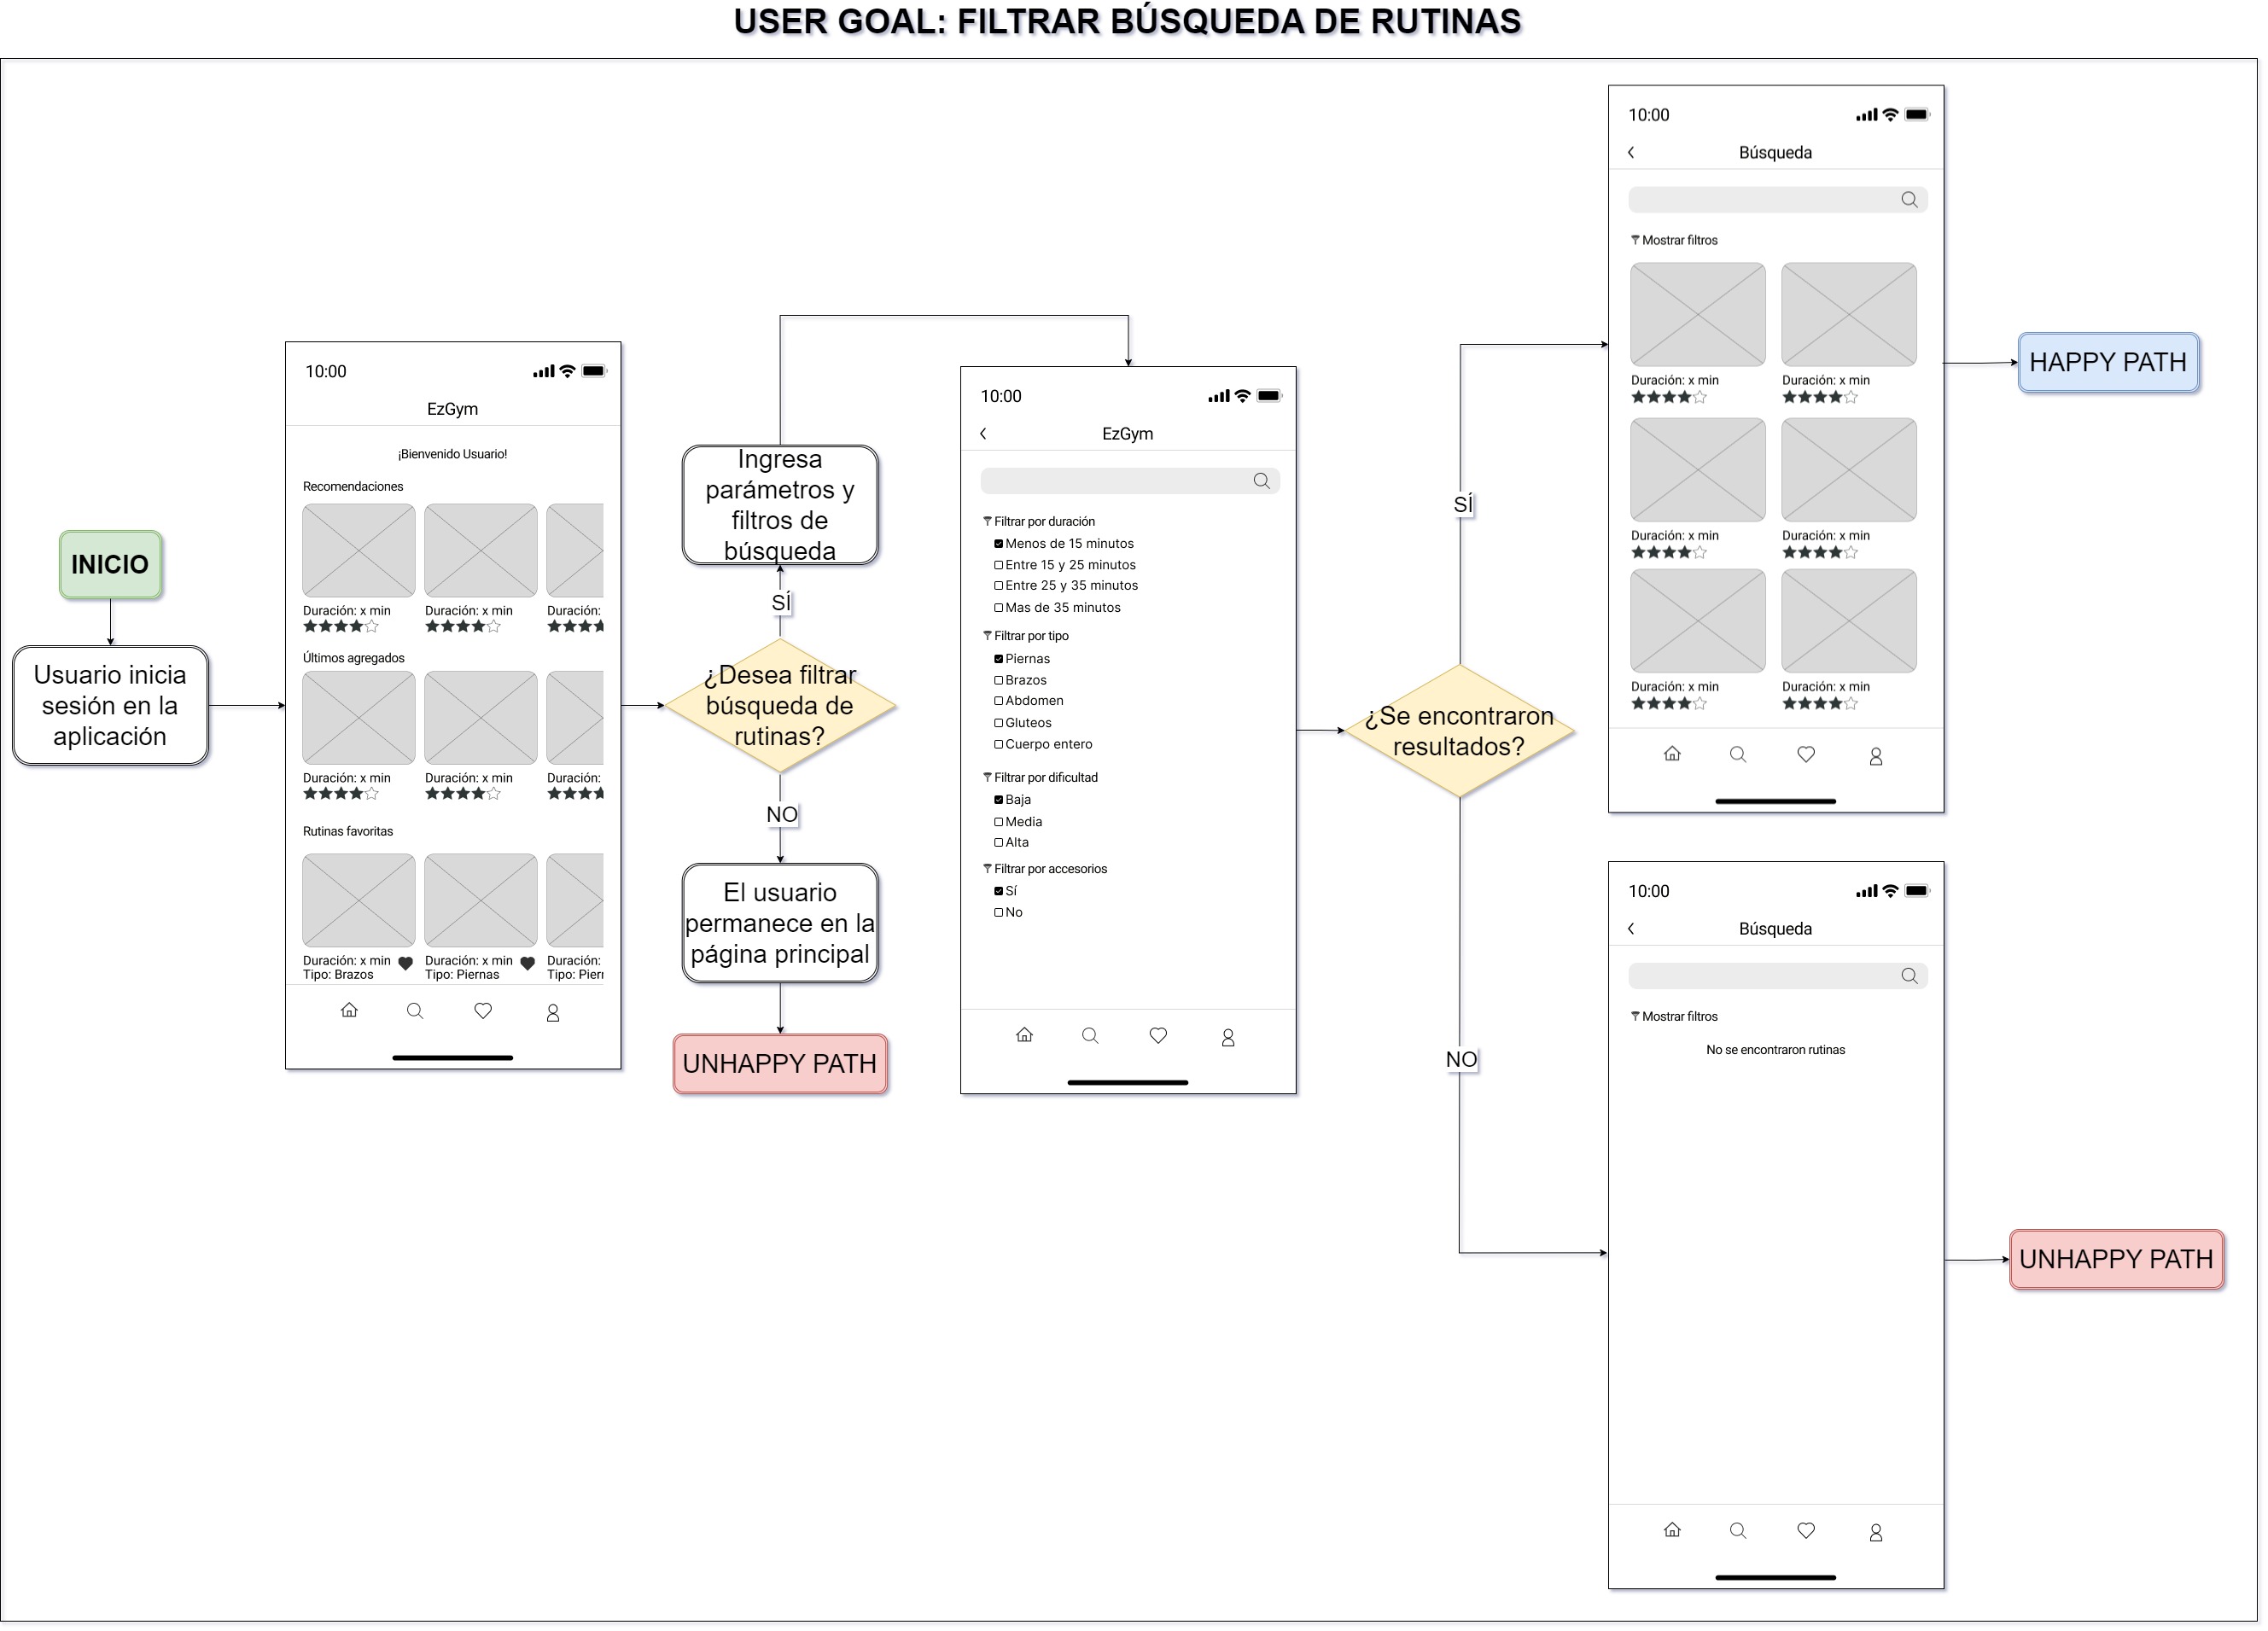 USER GOAL: FILTRAR BÚSQUEDA DE RUTINAS
INICIO
Usuario inicia
sesión en la
aplicación
10:00
EzGym
¡Bienvenido Usuario!
Recomendaciones
Duración: x min
Duración: x min
Duración:
Últimos agregados
Duración: x min
Duración: x min
Duración:
Rutinas favoritas
Duración: x min
Tipo: Brazos
Duración: x min
Tipo: Piernas
Duración:
Tipo: Pierr
¿Desea filtrar
búsqueda de
rutinas?
SÍ
Ingresa
parámetros y
filtros de
búsqueda
NO
El usuario
permanece en la
página principal
UNHAPPY PATH
10:00
EzGym
Filtrar por duración
Menos de 15 minutos
Entre 15 y 25 minutos
Entre 25 y 35 minutos
Mas de 35 minutos
Filtrar por tipo
Piernas
Brazos
Abdomen
Gluteos
Cuerpo entero
Filtrar por dificultad
Baja
Media
Alta
Filtrar por accesorios
Sí
No
¿Se encontraron
resultados?
SÍ
10:00
Búsqueda
Mostrar filtros
Duración: x min
Duración: x min
Duración: x min
Duración: x min
Duración: x min
Duración: x min
HAPPY PATH
NO
10:00
Búsqueda
Mostrar filtros
No se encontraron rutinas
UNHAPPY PATH